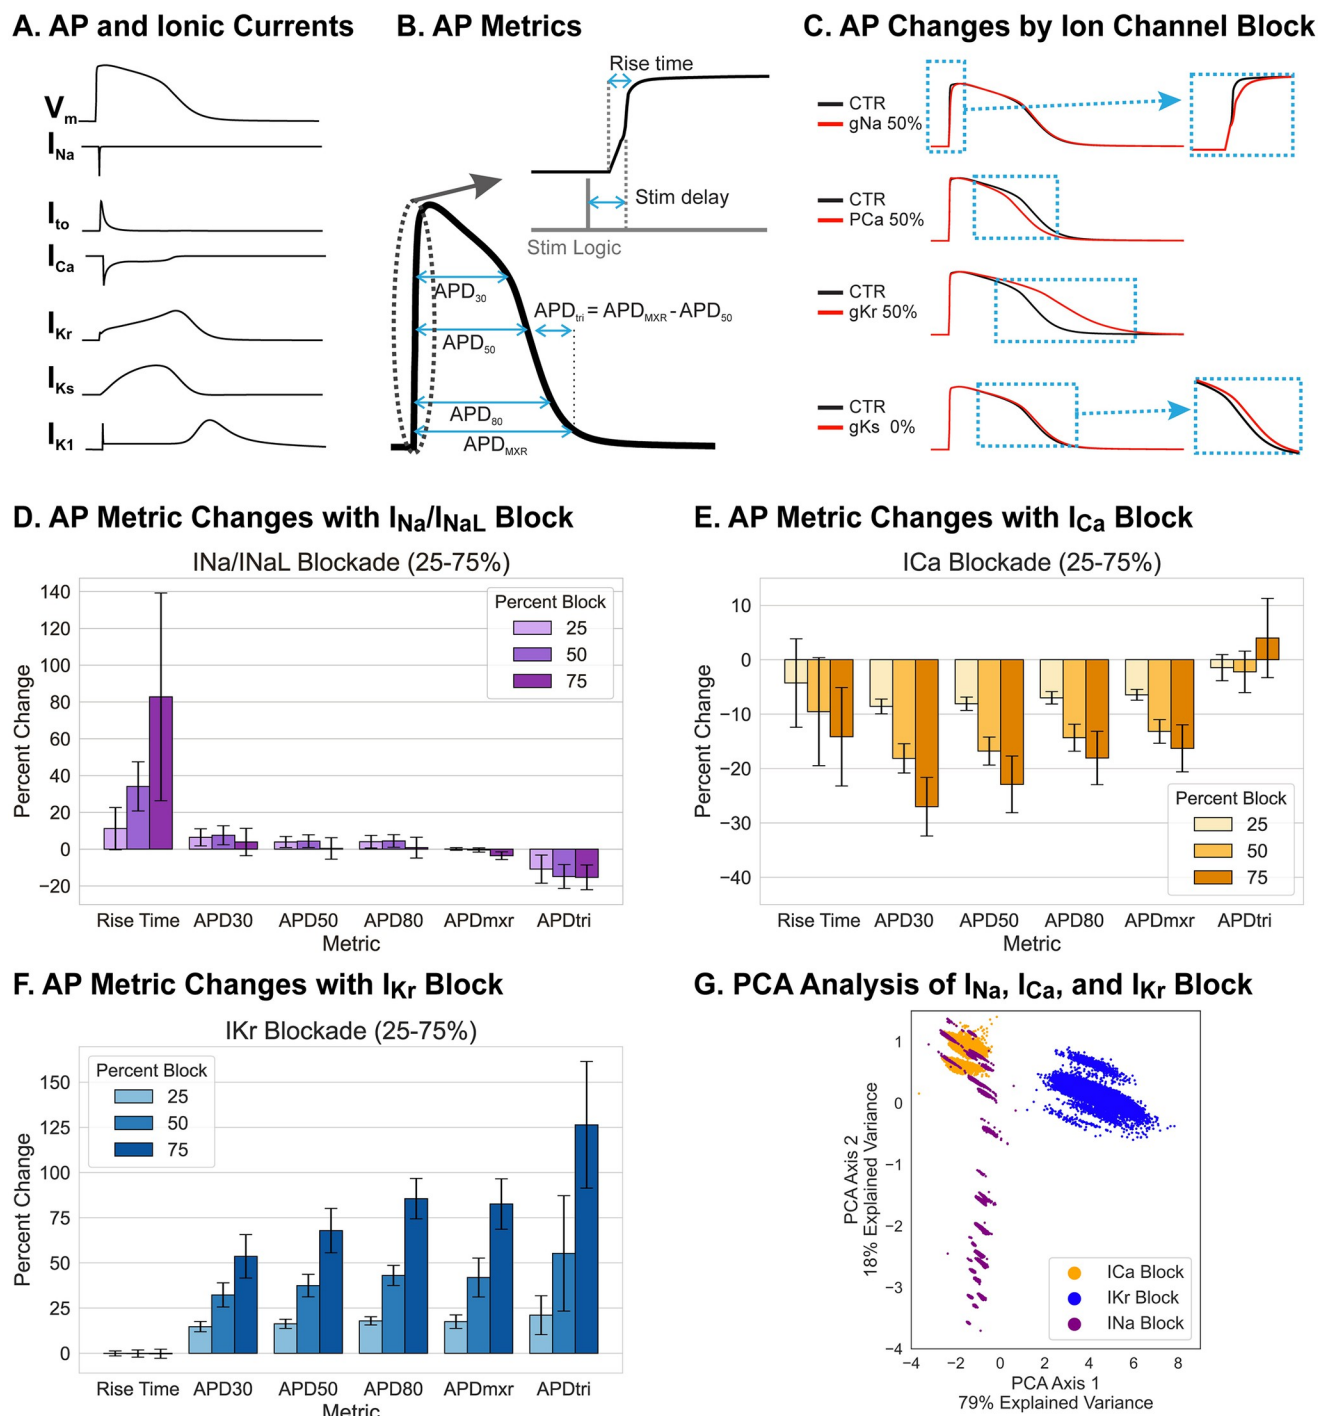 A. AP and Ionic Currents
B. AP Metrics
C. AP Changes by Ion Channel Block
Vm
INa
Ito
ICa
IKr
IKs
IK1
Rise time
Stim delay
Stim Logic
APD30
APDtri = APDMXR - APD50
APD50
APD80
APDMXR
CTR
gNa 50%
CTR
PCa 50%
CTR
gKr 50%
CTR
gKs 0%
D. AP Metric Changes with INa/INaL Block
INa/INaL Blockade (25-75%)
Percent Block
25
50
75
140
120
100
80
60
40
20
0
−20
Percent Change
Rise Time APD30 APD50 APD80 APDmxr APDtri
Metric
E. AP Metric Changes with ICa Block
ICa Blockade (25-75%)
10
0
−10
−20
−30
−40
Percent Change
Percent Block
25
50
75
Rise Time APD30 APD50 APD80 APDmxr APDtri
Metric
F. AP Metric Changes with IKr Block
IKr Blockade (25-75%)
Percent Block
25
50
75
150
125
100
75
50
25
0
Percent Change
Rise Time APD30 APD50 APD80 APDmxr APDtri
Metric
G. PCA Analysis of INa, ICa, and IKr Block
1
0
−1
−2
−3
−4
PCA Axis 2
18% Explained Variance
ICa Block
IKr Block
INa Block
−4 −2 0 2 4 6 8
PCA Axis 1
79% Explained Variance